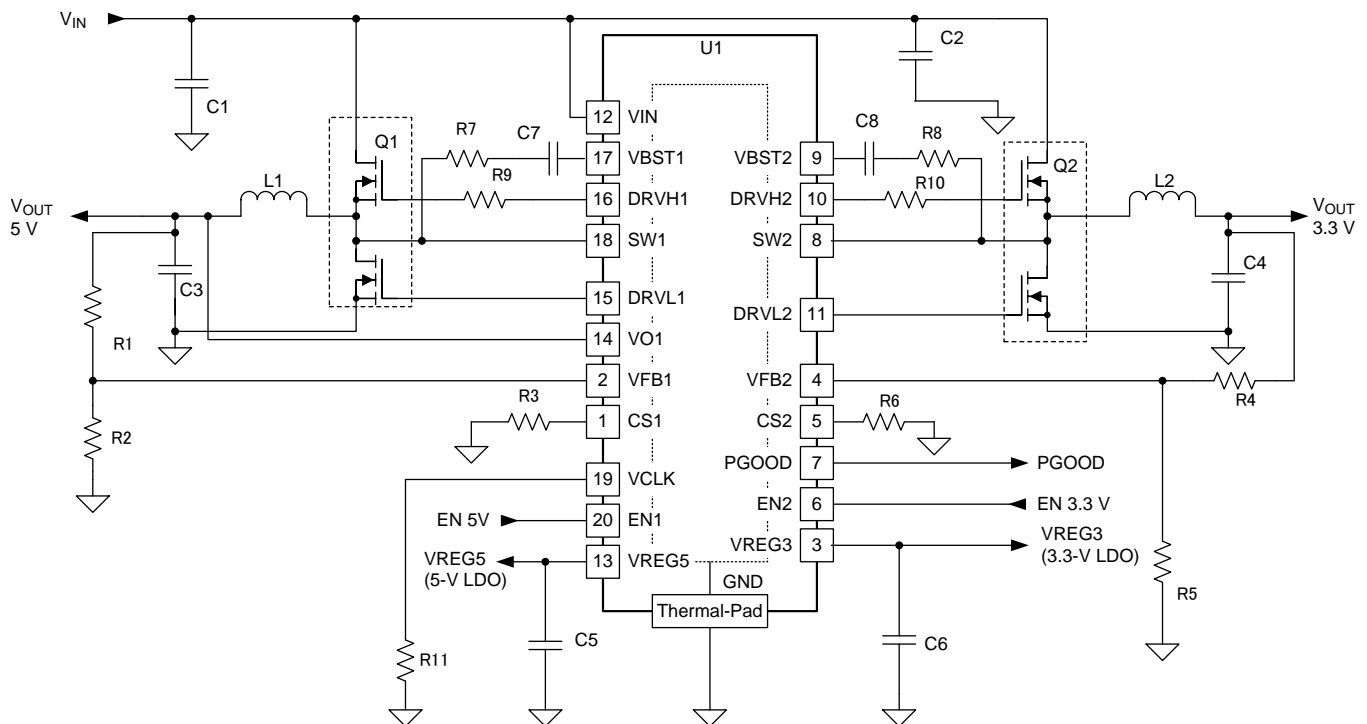 VIN
C1
U1
C2
12 VIN
R7
C7
17 VBST1
Q1
R9
16 DRVH1
L1
VOUT
5 V
18 SW1
C3
15 DRVL1
14 VO1
R1
2 VFB1
R3
1 CS1
R2
19 VCLK
EN 5V
20 EN1
VREG5
(5-V LDO)
13 VREG5
R11
C5
GND
Thermal-Pad
C8
R8
VBST2 9
Q2
R10
DRVH2 10
L2
VOUT
3.3 V
SW2 8
C4
DRVL2 11
VFB2 4
R4
R6
CS2 5
PGOOD 7
PGOOD
EN2 6
EN 3.3 V
VREG3 3
VREG3
(3.3-V LDO)
R5
C6